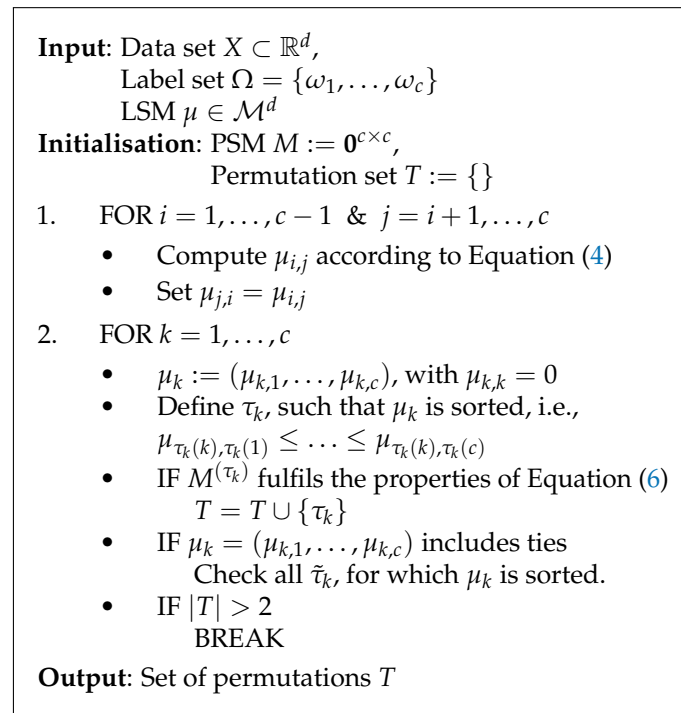 Input: Data set X ⊂ ℝ^d,
Label set Ω = {ω_1, . . . , ω_c}
LSM μ ∈ ℳ^d
Initialisation: PSM M := 0^{c×c},
Permutation set T := {}
1. FOR i = 1, . . . , c − 1 & j = i + 1, . . . , c
• Compute μ_{i,j} according to Equation (4)
• Set μ_{j,i} = μ_{i,j}
2. FOR k = 1, . . . , c
• μ_k := (μ_{k,1}, . . . , μ_{k,c}), with μ_{k,k} = 0
• Define τ_k, such that μ_k is sorted, i.e.,
μ_{τ_k(k),τ_k(1)} ≤ . . . ≤ μ_{τ_k(k),τ_k(c)}
• IF M^{(τ_k)} fulfils the properties of Equation (6)
T = T ∪ {τ_k}
• IF μ_k = (μ_{k,1}, . . . , μ_{k,c}) includes ties
Check all τ̃_k, for which μ_k is sorted.
• IF |T| > 2
BREAK
Output: Set of permutations T